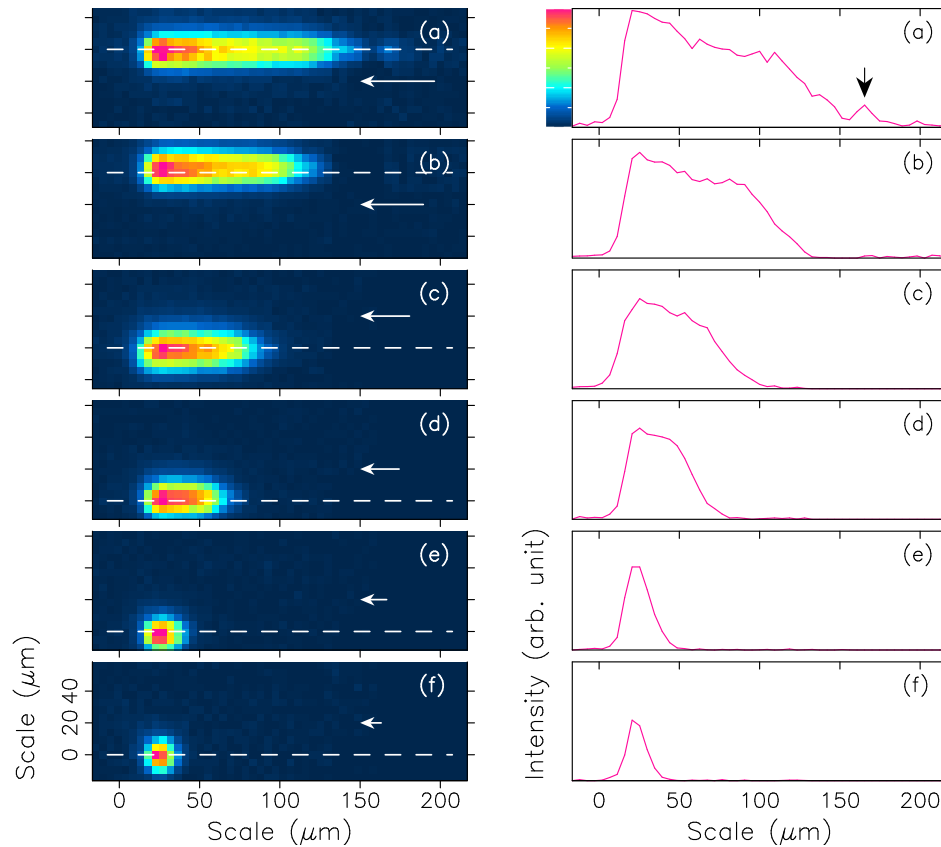 (a)
(b)
(c)
(d)
(e)
(f)
Scale (μm)
0 20 40
0 50 100 150 200
Scale (μm)
(a)
(b)
(c)
(d)
(e)
(f)
Intensity (arb. unit)
0 50 100 150 200
Scale (μm)